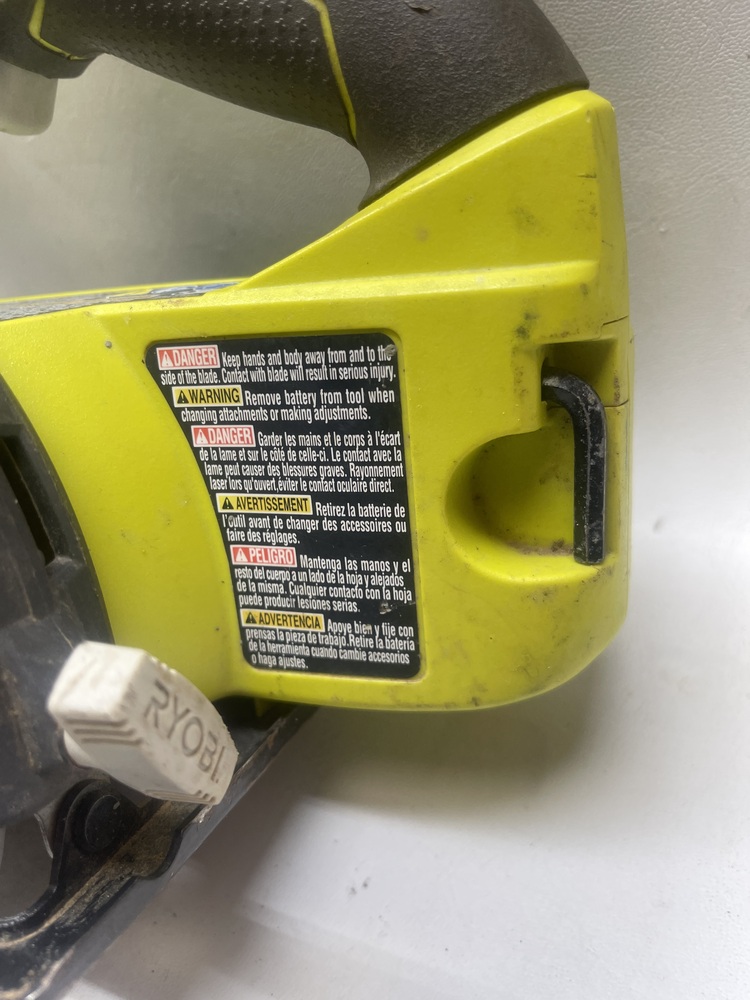 DANGER Keep hands and body away from and to the
side of the blade. Contact with blade will result in serious injury.
WARNING Remove battery from tool when
changing attachments or making adjustments.
DANGER Garder les mains et le corps à l'écart
de la lame et sur le côté de celle-ci. Le contact avec la
lame peut causer des blessures graves. Rayonnement
laser lors qu'ouvert,éviter le contact oculaire direct.
AVERTISSEMENT Retirez la batterie de
l'outil avant de changer des accessoires ou
faire des réglages.
PELIGRO Mantenga las manos y el
resto del cuerpo a un lado de la hoja y alejados
de la misma. Cualquier contacto con la hoja
puede producir lesiones serias.
ADVERTENCIA Apoye bien y fije con
prensas la pieza de trabajo.Retire la batería
de la herramienta cuando cambie accesorios
o haga ajustes.
RYOBI